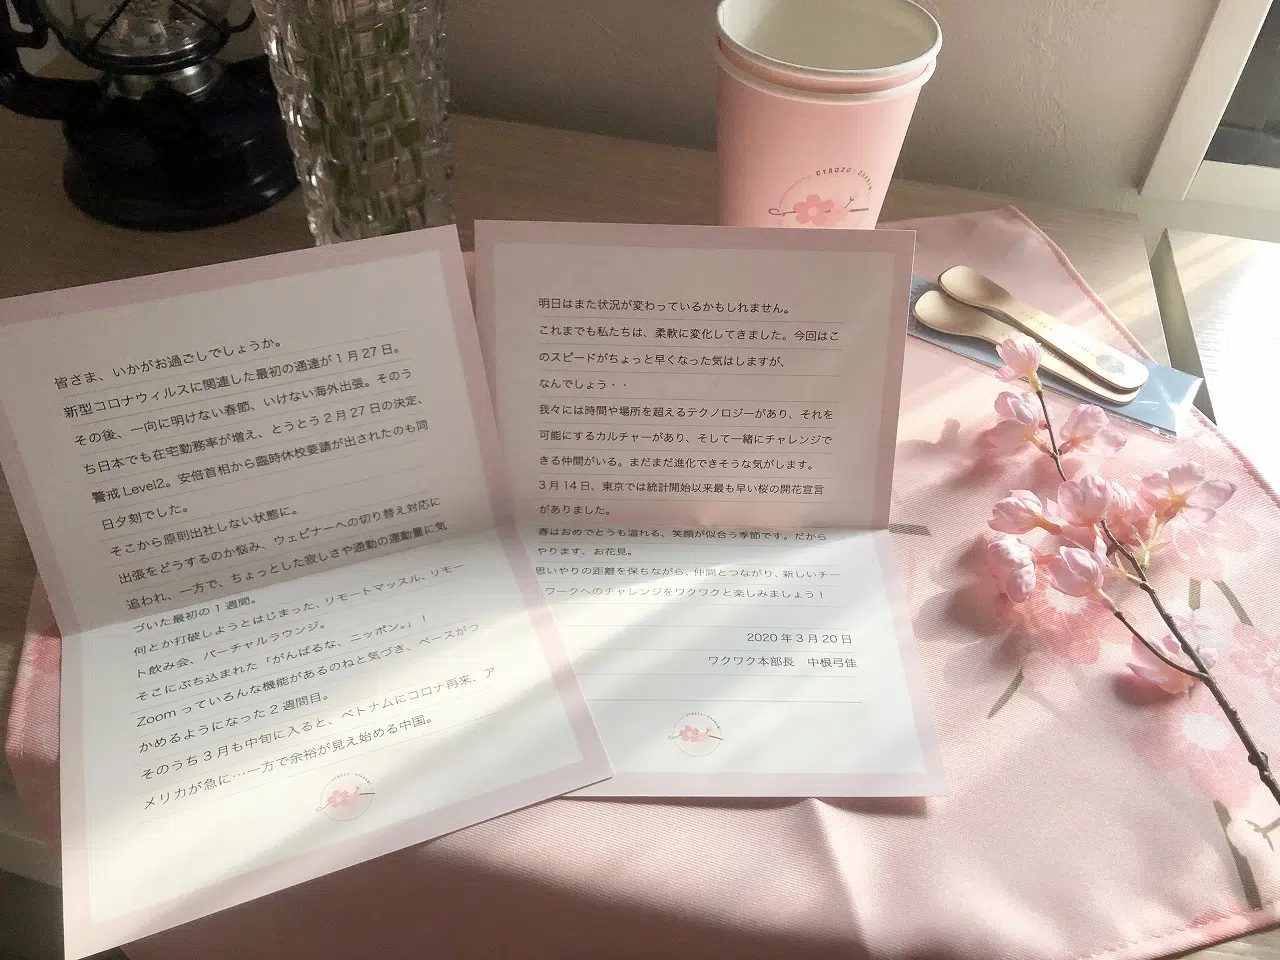 皆さま、いかがお過ごしでしょうか。
新型コロナウィルスに関連した最初の通達が1月27日。
その後、一向に明けない春節、いけない海外出張。そのう
ち日本でも在宅勤務率が増え、とうとう2月27日の決定、
警戒Level2。安倍首相から臨時休校要請が出されたのも同
日夕刻でした。
そこから原則出社しない状態に。
出張をどうするのか悩み、ウェビナーへの切り替え対応に
追われ、一方で、ちょっとした寂しさや通勤の運動量に気
づいた最初の1週間。
何とか打破しようとはじまった、リモートマッスル、リモー
ト飲み会、バーチャルラウンジ。
そこにぶち込まれた「がんばるな、ニッポン。」！
Zoomっていろんな機能があるのねと気づき、ペースがつ
かめるようになった2週間目。
そのうち3月も中旬に入ると、ベトナムにコロナ再来、ア
メリカが急に…一方で余裕が見え始める中国。
明日はまた状況が変わっているかもしれません。
これまでも私たちは、柔軟に変化してきました。今回はこ
のスピードがちょっと早くなった気はしますが、
なんでしょう・・
我々には時間や場所を超えるテクノロジーがあり、それを
可能にするカルチャーがあり、そして一緒にチャレンジで
きる仲間がいる。まだまだ進化できそうな気がします。
3月14日、東京では統計開始以来最も早い桜の開花宣言
がありました。
春はおめでとうも溢れる、笑顔が似合う季節です。だから
やります、お花見。
思いやりの距離を保ちながら、仲間とつながり、新しいチー
ワークへのチャレンジをワクワクと楽しみましょう！
2020年3月20日
ワクワク本部長　中根弓佳
CYBOZU